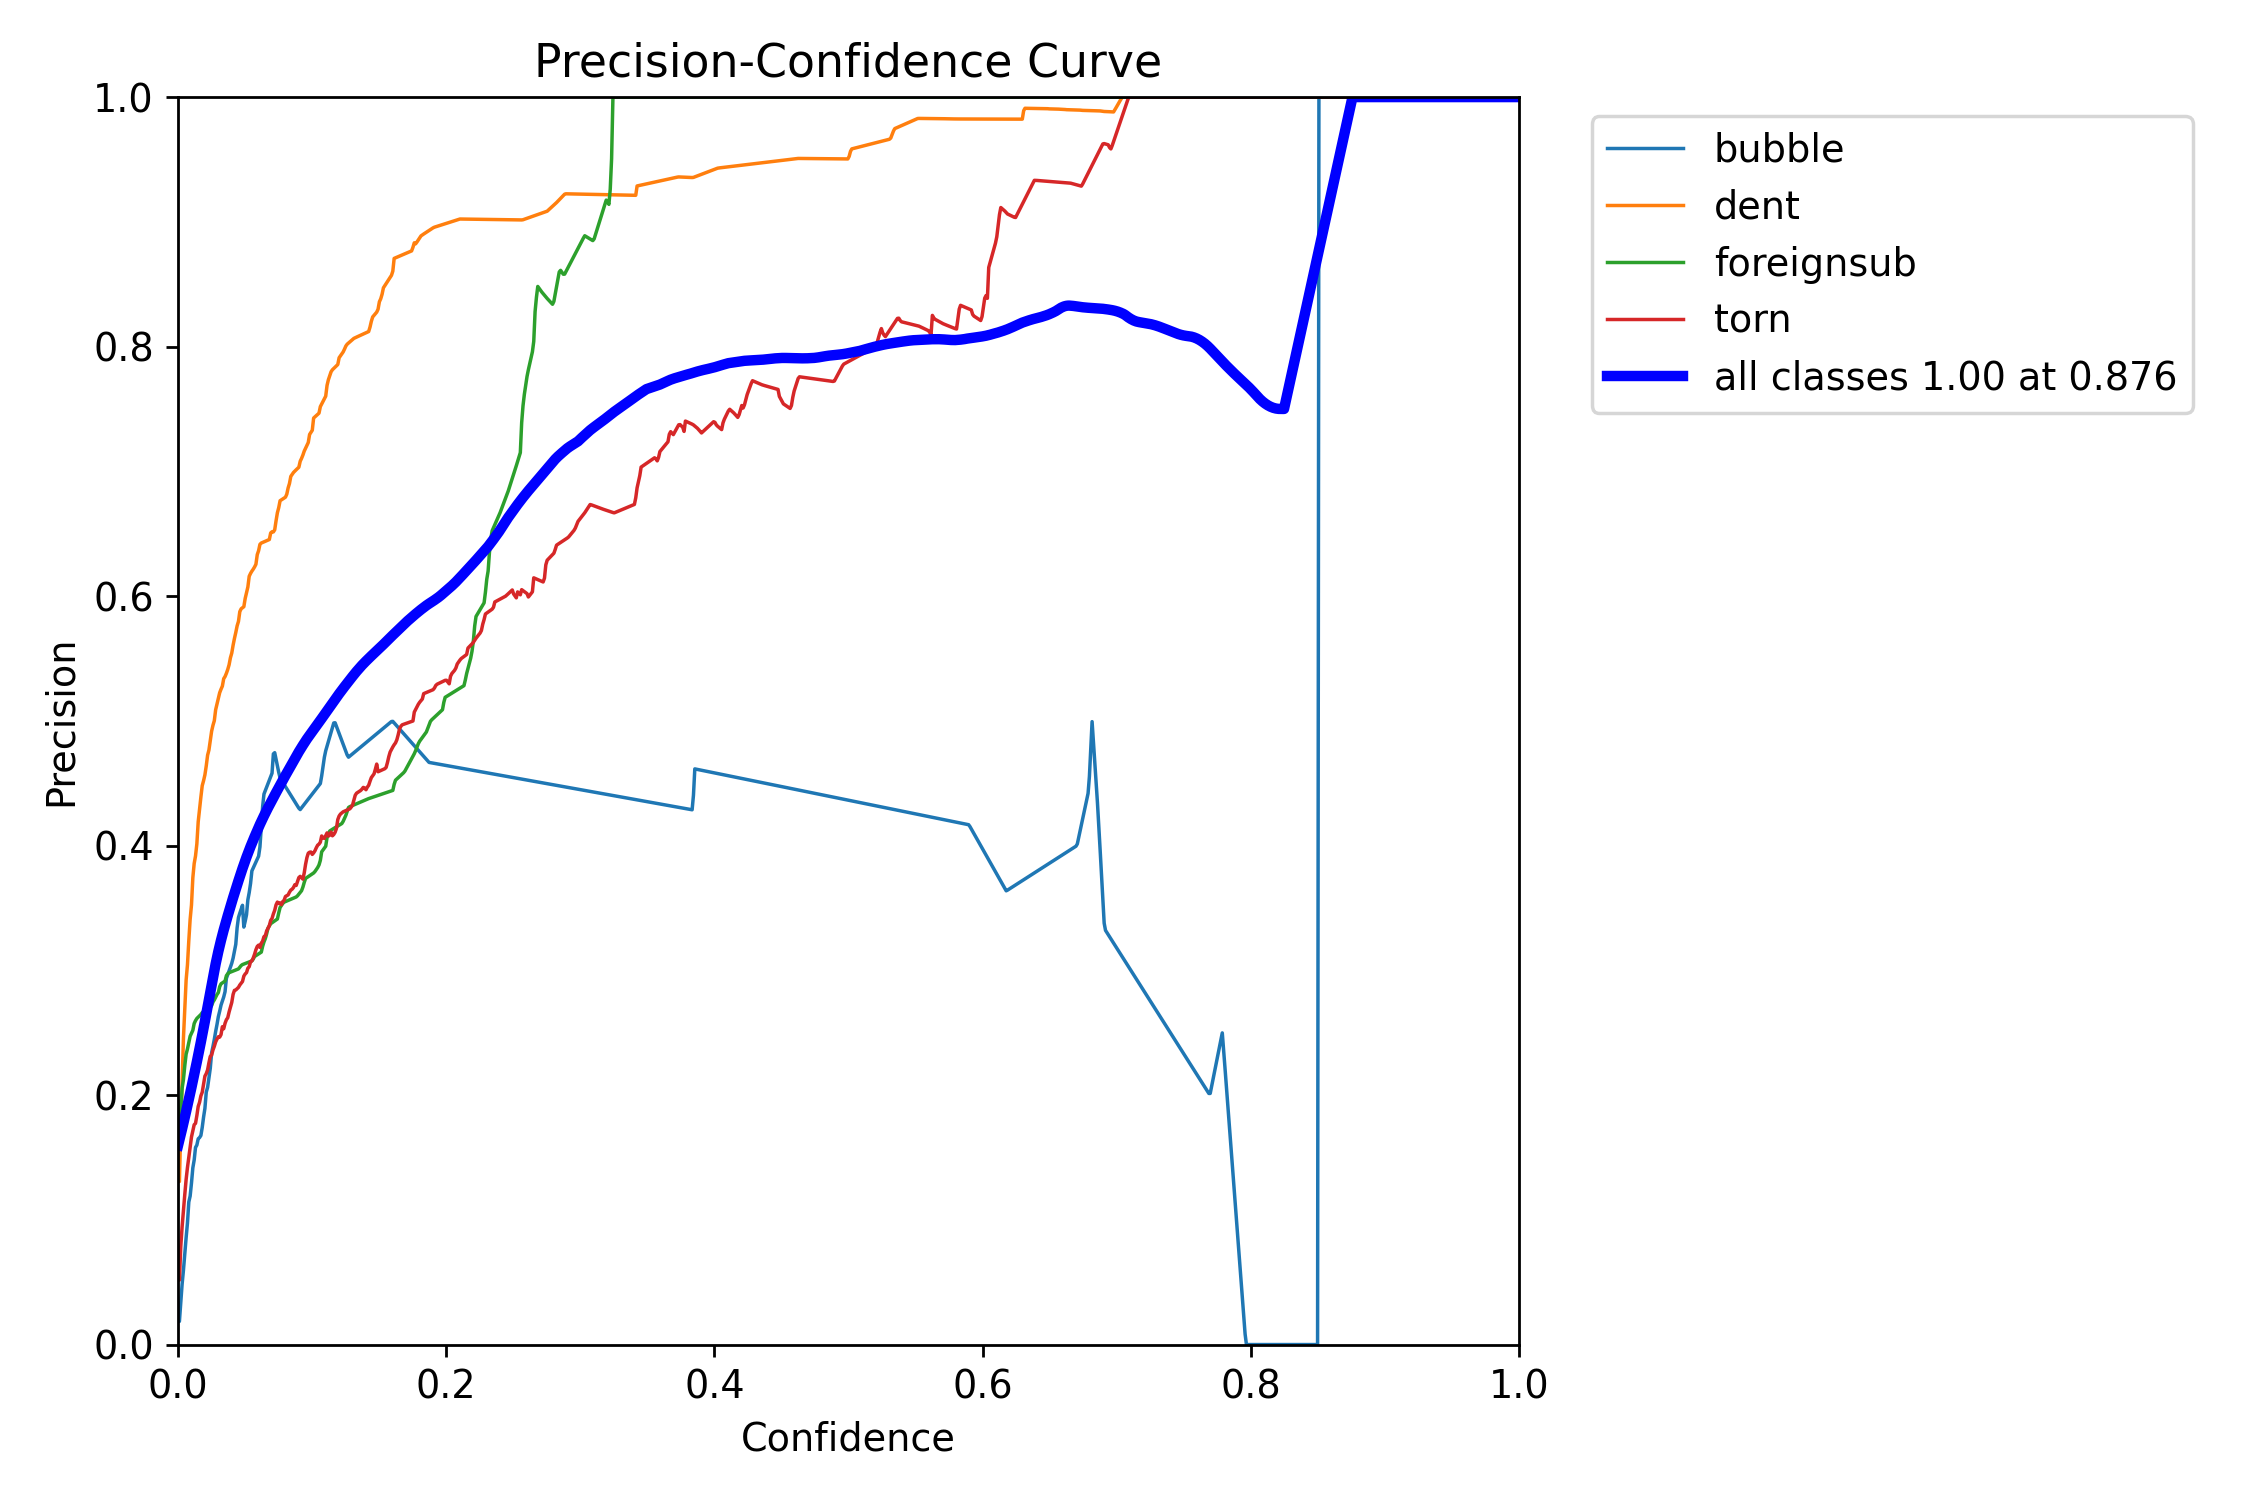 Precision-Confidence Curve
1.0
0.8
0.6
0.4
0.2
0.0
Precision
0.0 0.2 0.4 0.6 0.8 1.0
Confidence
bubble
dent
foreignsub
torn
all classes 1.00 at 0.876